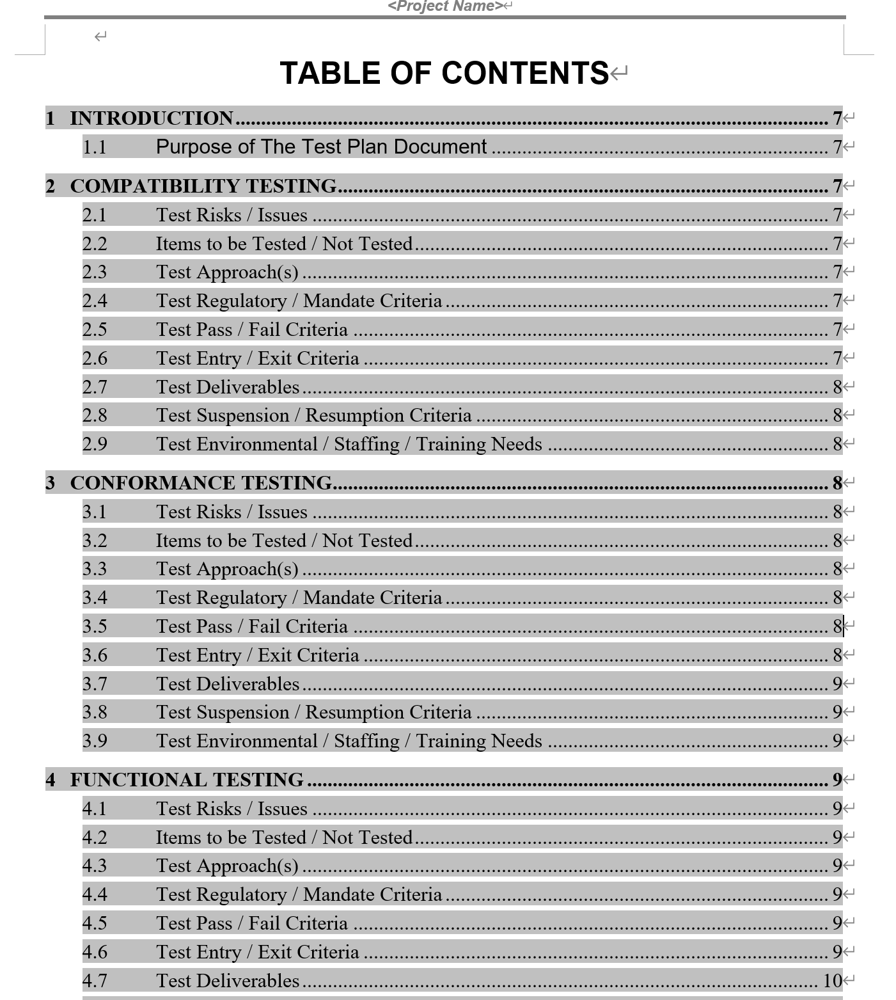 <Project Name>
TABLE OF CONTENTS
1 INTRODUCTION........ 7
1.1 Purpose of The Test Plan Document ........ 7
2 COMPATIBILITY TESTING........ 7
2.1 Test Risks / Issues ........ 7
2.2 Items to be Tested / Not Tested........ 7
2.3 Test Approach(s) ........ 7
2.4 Test Regulatory / Mandate Criteria ........ 7
2.5 Test Pass / Fail Criteria ........ 7
2.6 Test Entry / Exit Criteria ........ 7
2.7 Test Deliverables ........ 8
2.8 Test Suspension / Resumption Criteria ........ 8
2.9 Test Environmental / Staffing / Training Needs ........ 8
3 CONFORMANCE TESTING........ 8
3.1 Test Risks / Issues ........ 8
3.2 Items to be Tested / Not Tested........ 8
3.3 Test Approach(s) ........ 8
3.4 Test Regulatory / Mandate Criteria ........ 8
3.5 Test Pass / Fail Criteria ........ 8
3.6 Test Entry / Exit Criteria ........ 8
3.7 Test Deliverables ........ 9
3.8 Test Suspension / Resumption Criteria ........ 9
3.9 Test Environmental / Staffing / Training Needs ........ 9
4 FUNCTIONAL TESTING ........ 9
4.1 Test Risks / Issues ........ 9
4.2 Items to be Tested / Not Tested........ 9
4.3 Test Approach(s) ........ 9
4.4 Test Regulatory / Mandate Criteria ........ 9
4.5 Test Pass / Fail Criteria ........ 9
4.6 Test Entry / Exit Criteria ........ 9
4.7 Test Deliverables ........ 10